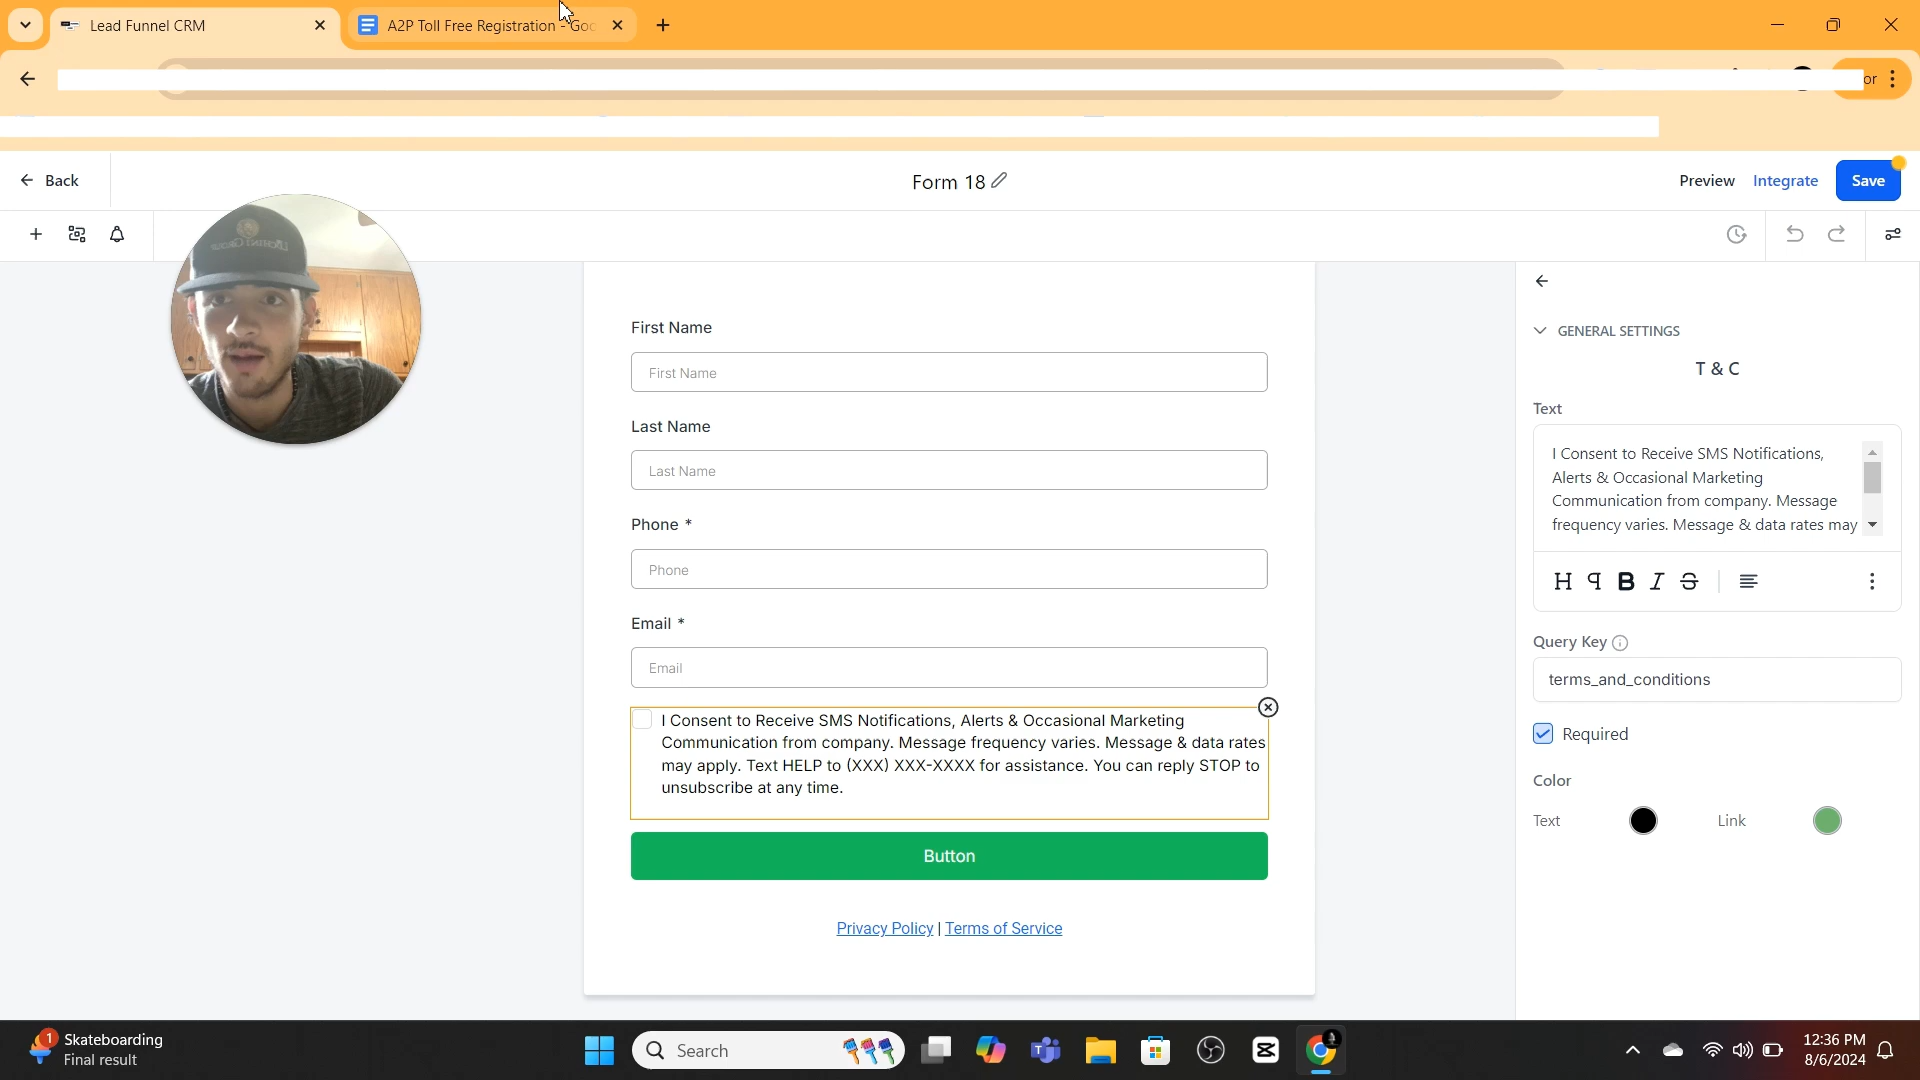 Lead Funnel CRM
A2P Toll Free Registration - Goo
or
Back
Form 18
Preview
Integrate
Save
First Name
First Name
Last Name
Last Name
Phone *
Phone
Email *
Email
I Consent to Receive SMS Notifications, Alerts & Occasional Marketing
Communication from company. Message frequency varies. Message & data rates
may apply. Text HELP to (XXX) XXX-XXXX for assistance. You can reply STOP to
unsubscribe at any time.
Button
Privacy Policy | Terms of Service
GENERAL SETTINGS
T & C
Text
I Consent to Receive SMS Notifications,
Alerts & Occasional Marketing
Communication from company. Message
frequency varies. Message & data rates may
Query Key
terms_and_conditions
Required
Color
Text
Link
1
Skateboarding
Final result
Search
12:36 PM
8/6/2024